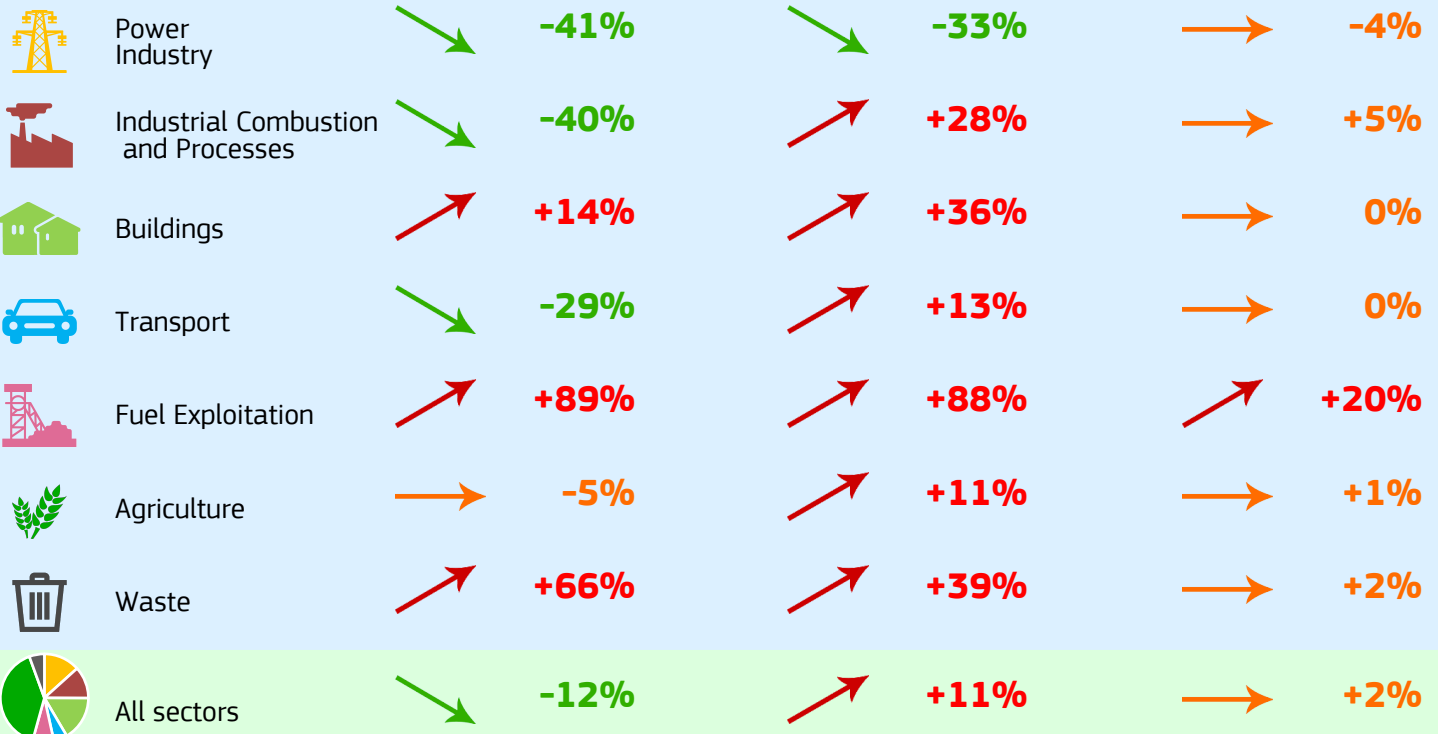 Power
Industry
-41%
-33%
-4%
Industrial Combustion
and Processes
-40%
+28%
+5%
Buildings
+14%
+36%
0%
Transport
-29%
+13%
0%
Fuel Exploitation
+89%
+88%
+20%
Agriculture
-5%
+11%
+1%
Waste
+66%
+39%
+2%
All sectors
-12%
+11%
+2%